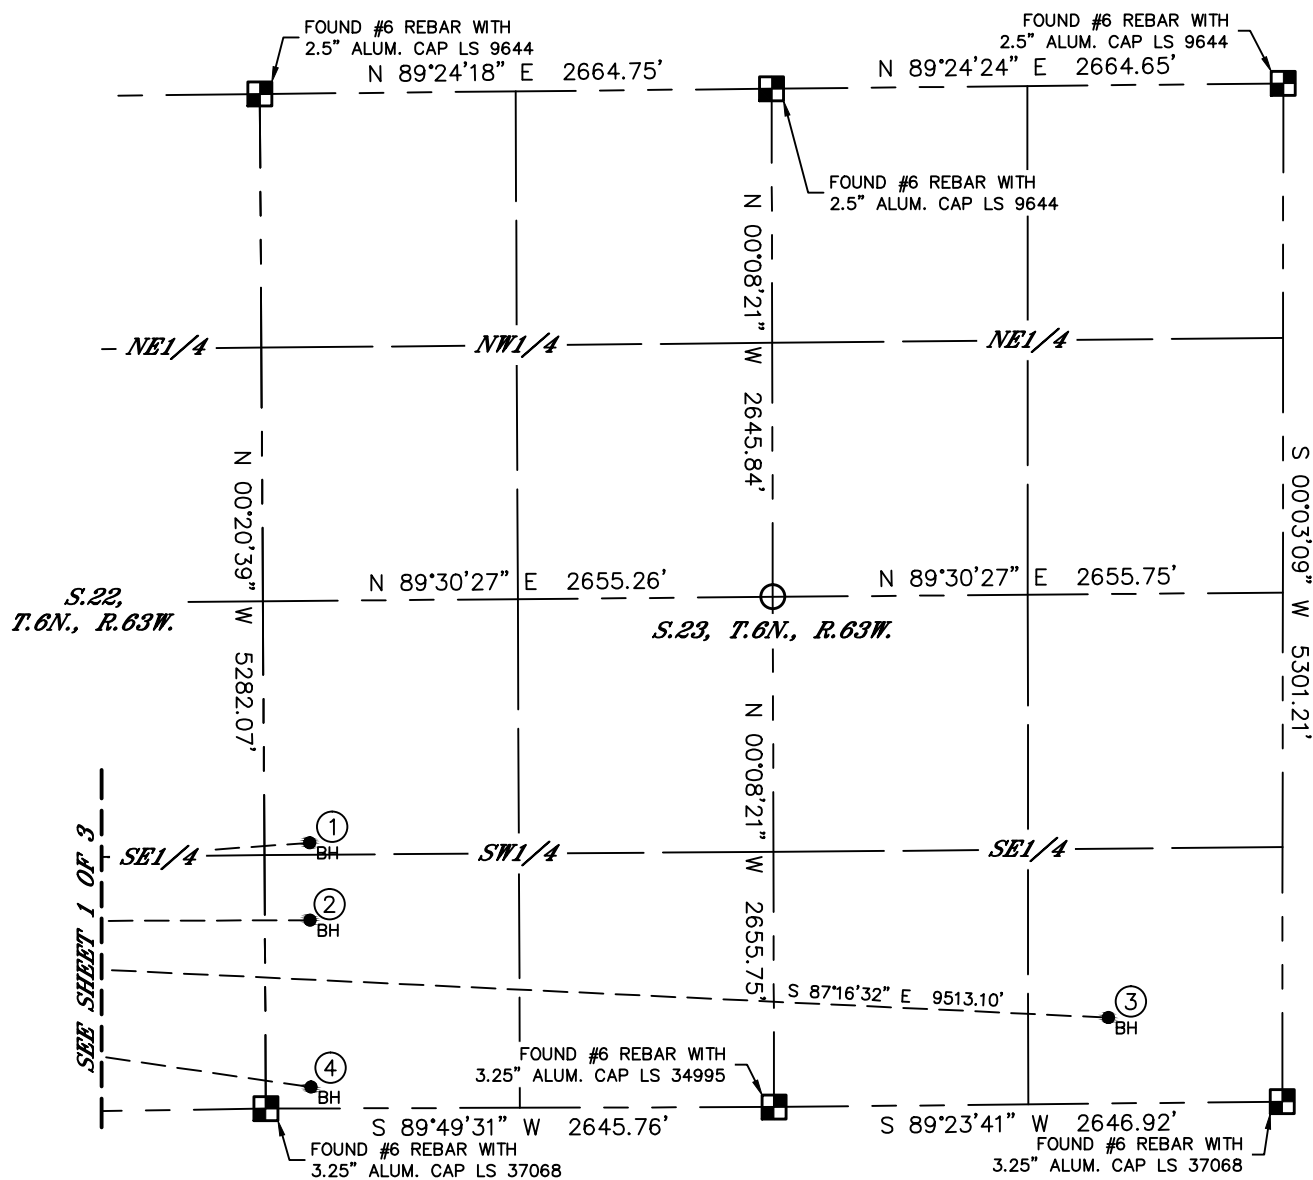 FOUND #6 REBAR WITH
2.5" ALUM. CAP LS 9644
FOUND #6 REBAR WITH
2.5" ALUM. CAP LS 9644
N 89°24'18" E 2664.75'
N 89°24'24" E 2664.65'
FOUND #6 REBAR WITH
2.5" ALUM. CAP LS 9644
N 00°08'21" W 2645.84'
NE1/4
NW1/4
NE1/4
N 00°20'39" W 5282.07'
S 00°03'09" W 5301.21'
N 89°30'27" E 2655.26'
N 89°30'27" E 2655.75'
S.22,
T.6N., R.63W.
S.23, T.6N., R.63W.
N 00°08'21" W 2655.75'
SEE SHEET 1 OF 3
1
BH
SE1/4
SW1/4
SE1/4
2
BH
S 87°16'32" E 9513.10'
3
BH
4
BH
FOUND #6 REBAR WITH
3.25" ALUM. CAP LS 34995
S 89°49'31" W 2645.76'
S 89°23'41" W 2646.92'
FOUND #6 REBAR WITH
3.25" ALUM. CAP LS 37068
FOUND #6 REBAR WITH
3.25" ALUM. CAP LS 37068